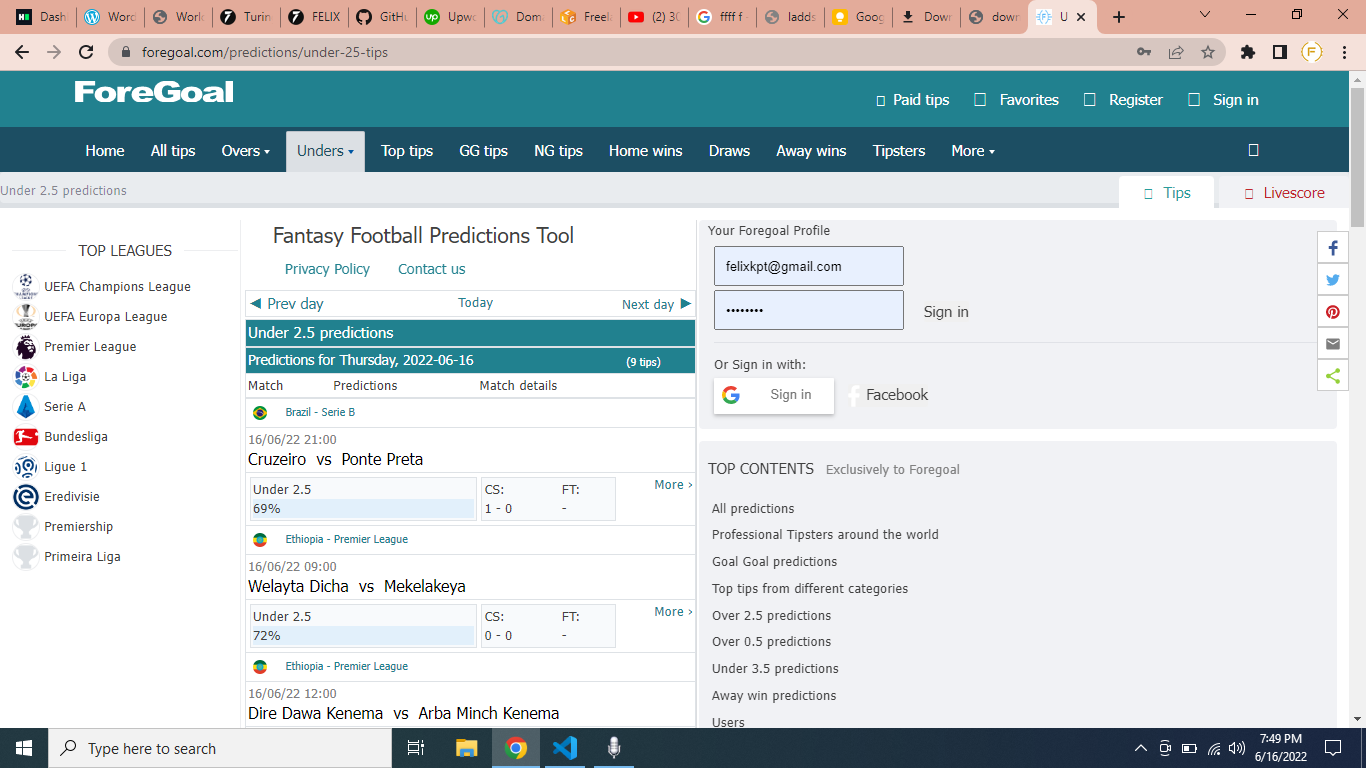 Dash
Word
World
Turin
FELIX
GitHu
Upwo
Doma
Freela
(2) 30
ffff f
ladds
Goog
Down
down
U
foregoal.com/predictions/under-25-tips
ForeGoal
Paid tips
Favorites
Register
Sign in
Home
All tips
Overs
Unders
Top tips
GG tips
NG tips
Home wins
Draws
Away wins
Tipsters
More
Under 2.5 predictions
Tips
Livescore
TOP LEAGUES
UEFA Champions League
UEFA Europa League
Premier League
La Liga
Serie A
Bundesliga
Ligue 1
Eredivisie
Premiership
Primeira Liga
Fantasy Football Predictions Tool
Privacy Policy
Contact us
◀ Prev day
Today
Next day ▶
Under 2.5 predictions
Predictions for Thursday, 2022-06-16 (9 tips)
Match Predictions Match details
Brazil - Serie B
16/06/22 21:00
Cruzeiro vs Ponte Preta
Under 2.5 CS: FT: More ›
69% 1 - 0 -
Ethiopia - Premier League
16/06/22 09:00
Welayta Dicha vs Mekelakeya
Under 2.5 CS: FT: More ›
72% 0 - 0 -
Ethiopia - Premier League
16/06/22 12:00
Dire Dawa Kenema vs Arba Minch Kenema
Your Foregoal Profile
felixkpt@gmail.com
••••••••
Sign in
Or Sign in with:
Sign in
Facebook
TOP CONTENTS Exclusively to Foregoal
All predictions
Professional Tipsters around the world
Goal Goal predictions
Top tips from different categories
Over 2.5 predictions
Over 0.5 predictions
Under 3.5 predictions
Away win predictions
Users
Type here to search
7:49 PM
6/16/2022